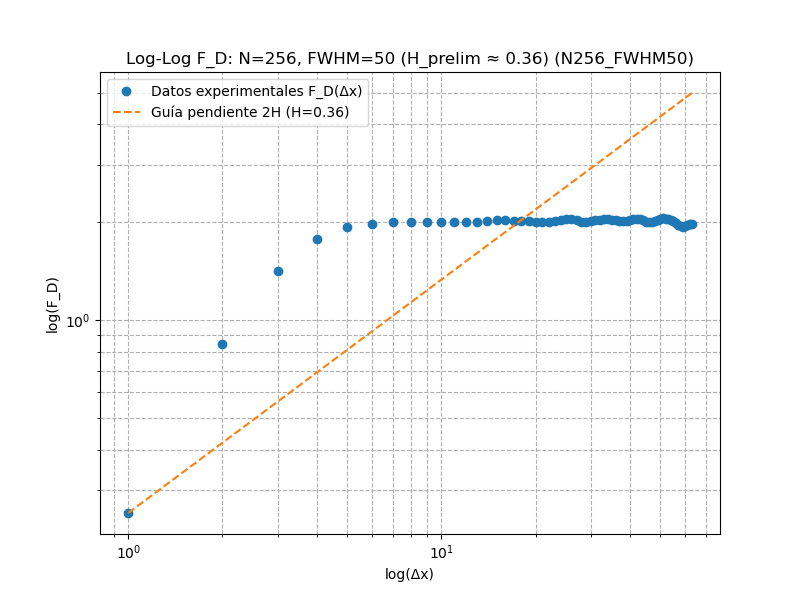 Log-Log F_D: N=256, FWHM=50 (H_prelim ≈ 0.36) (N256_FWHM50)
Datos experimentales F_D(Δx)
Guía pendiente 2H (H=0.36)
log(F_D)
10⁰
10⁰
10¹
log(Δx)